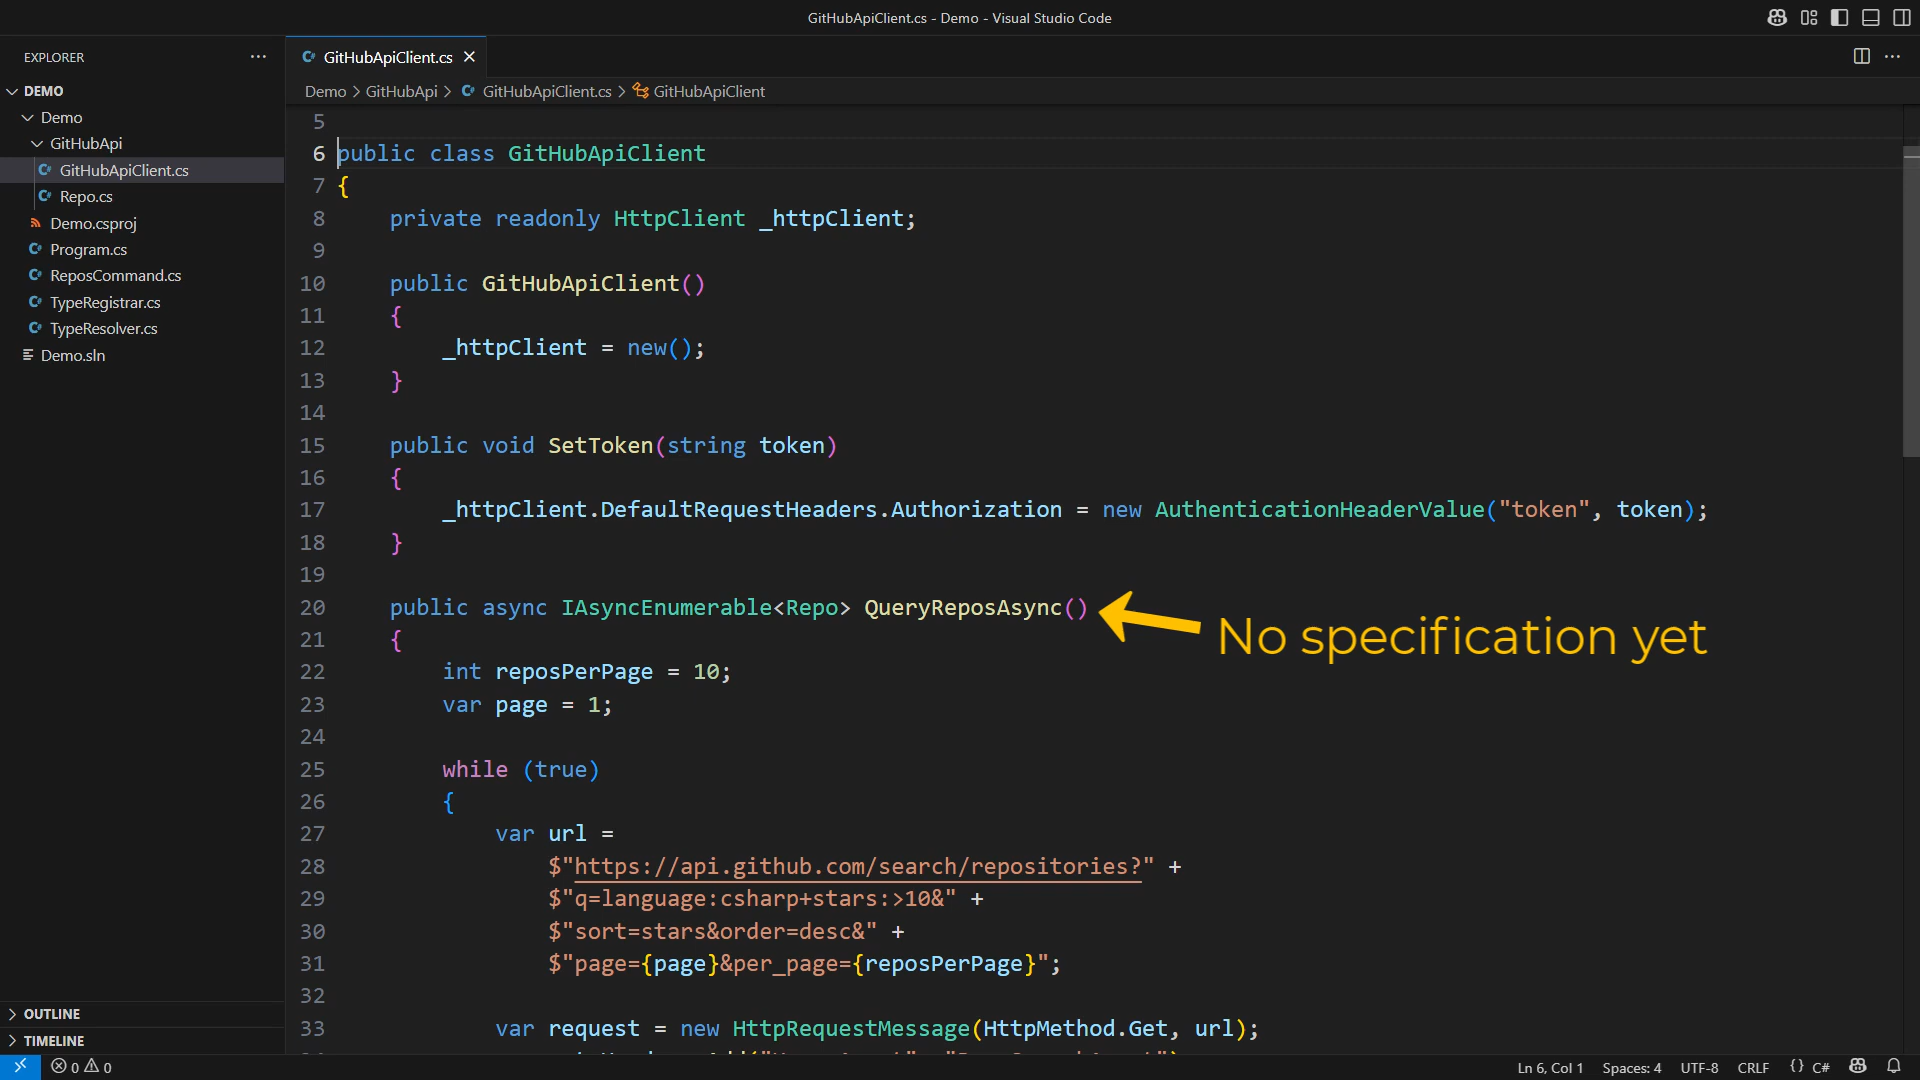 GitHubApiClient.cs - Demo - Visual Studio Code
EXPLORER
DEMO
Demo
GitHubApi
GitHubApiClient.cs
Repo.cs
Demo.csproj
Program.cs
ReposCommand.cs
TypeRegistrar.cs
TypeResolver.cs
Demo.sln
OUTLINE
TIMELINE
GitHubApiClient.cs
Demo > GitHubApi > GitHubApiClient.cs > GitHubApiClient
5
6 public class GitHubApiClient
7 {
8     private readonly HttpClient _httpClient;
9
10     public GitHubApiClient()
11     {
12         _httpClient = new();
13     }
14
15     public void SetToken(string token)
16     {
17         _httpClient.DefaultRequestHeaders.Authorization = new AuthenticationHeaderValue("token", token);
18     }
19
20     public async IAsyncEnumerable<Repo> QueryReposAsync()
No specification yet
21     {
22         int reposPerPage = 10;
23         var page = 1;
24
25         while (true)
26         {
27             var url =
28                 $"https://api.github.com/search/repositories?" +
29                 $"q=language:csharp+stars:>10&" +
30                 $"sort=stars&order=desc&" +
31                 $"page={page}&per_page={reposPerPage}";
32
33             var request = new HttpRequestMessage(HttpMethod.Get, url);
0 0
Ln 6, Col 1 Spaces: 4 UTF-8 CRLF {} C#